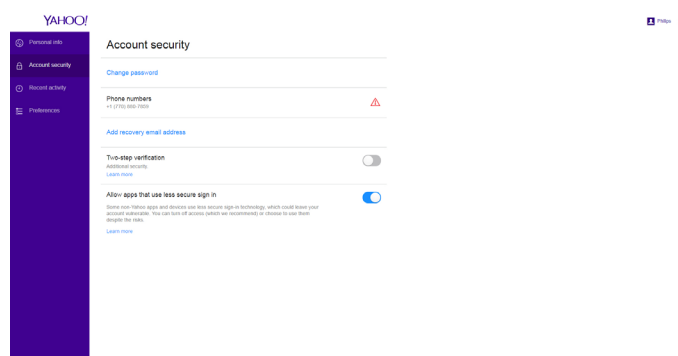 YAHOO!
Philips
Personal info
Account security
Recent activity
Preferences
Account security
Change password
Phone numbers
+1 (770)
Add recovery email address
Two-step verification
Additional security.
Learn more
Allow apps that use less secure sign in
Some non-Yahoo apps and devices use less secure sign-in technology, which could leave your
account vulnerable. You can turn off access (which we recommend) or choose to use them
despite the risks.
Learn more